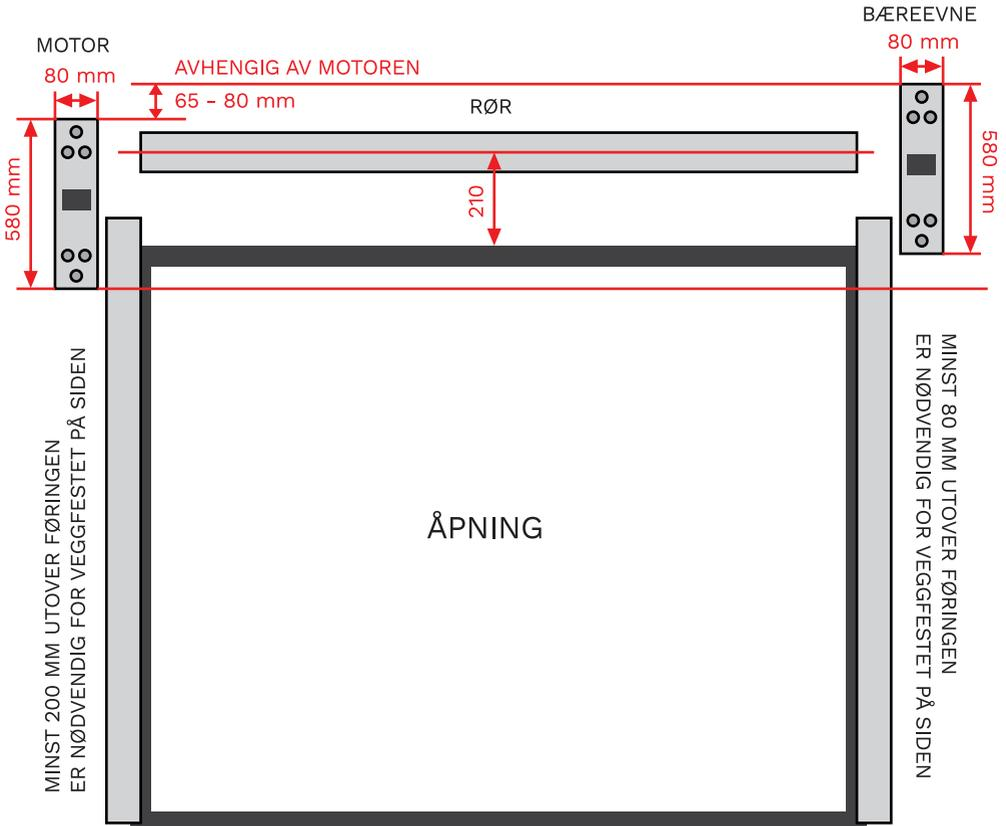 BÆREEVNE
80 mm
MOTOR
80 mm
AVHENGIG AV MOTOREN
65 - 80 mm
RØR
580 mm
210
580 mm
MINST 200 MM UTOVER FØRINGEN
ER NØDVENDIG FOR VEGGFESTET PÅ SIDEN
ÅPNING
MINST 80 MM UTOVER FØRINGEN
ER NØDVENDIG FOR VEGGFESTET PÅ SIDEN